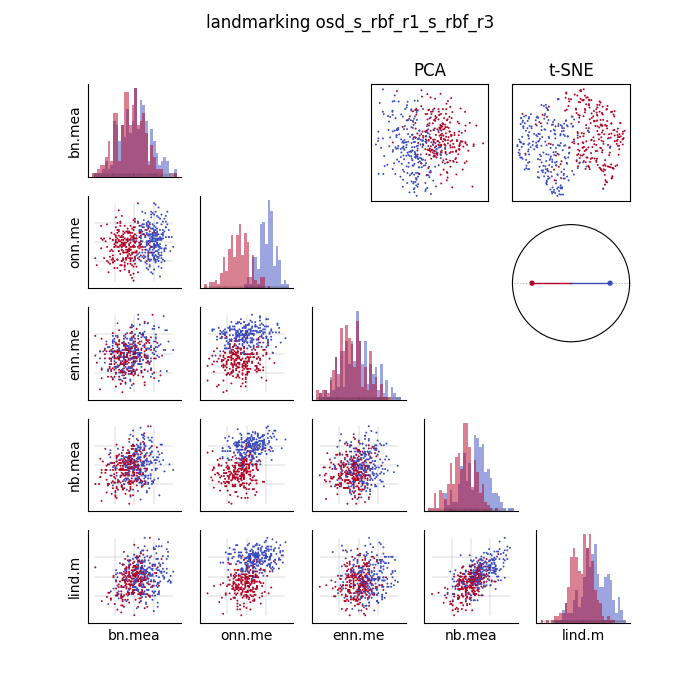 landmarking osd_s_rbf_r1_s_rbf_r3
PCA
t-SNE
bn.mea
onn.me
enn.me
nb.mea
lind.m
bn.mea
onn.me
enn.me
nb.mea
lind.m